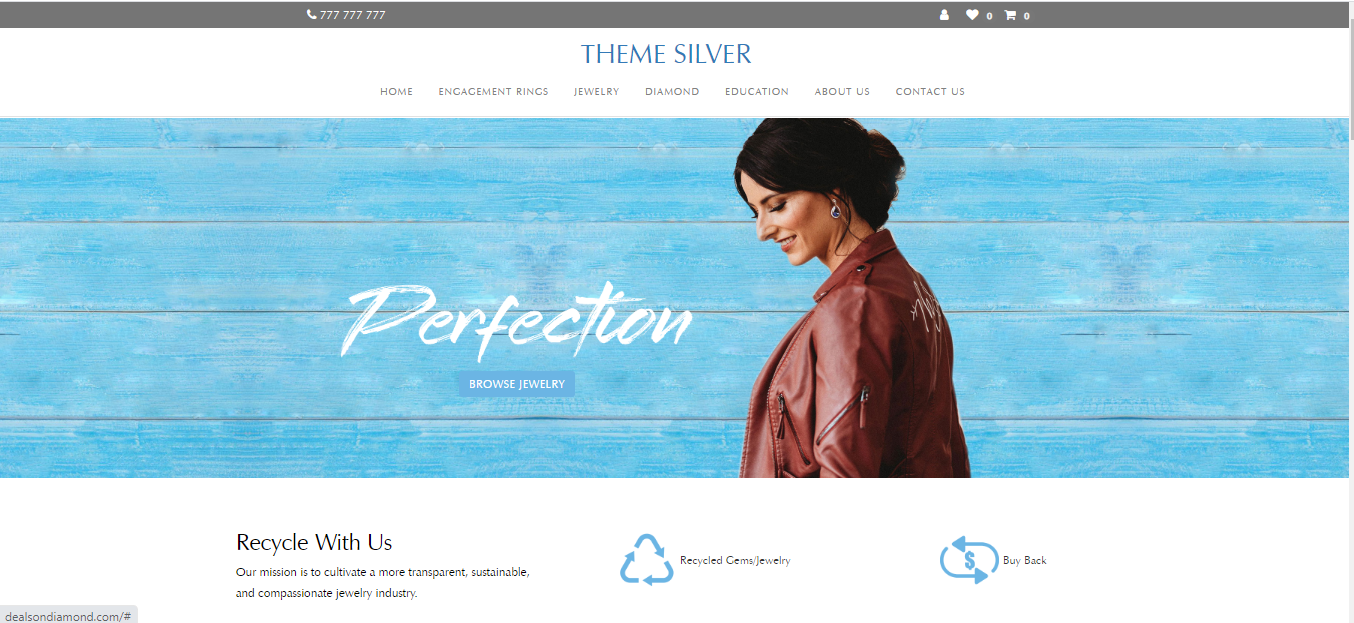 777 777 777
0
0
THEME SILVER
HOME ENGAGEMENT RINGS JEWELRY DIAMOND EDUCATION ABOUT US CONTACT US
Perfection
BROWSE JEWELRY
Recycle With Us
Our mission is to cultivate a more transparent, sustainable,
and compassionate jewelry industry.
Recycled Gems/Jewelry
$
Buy Back
dealsondiamond.com/#